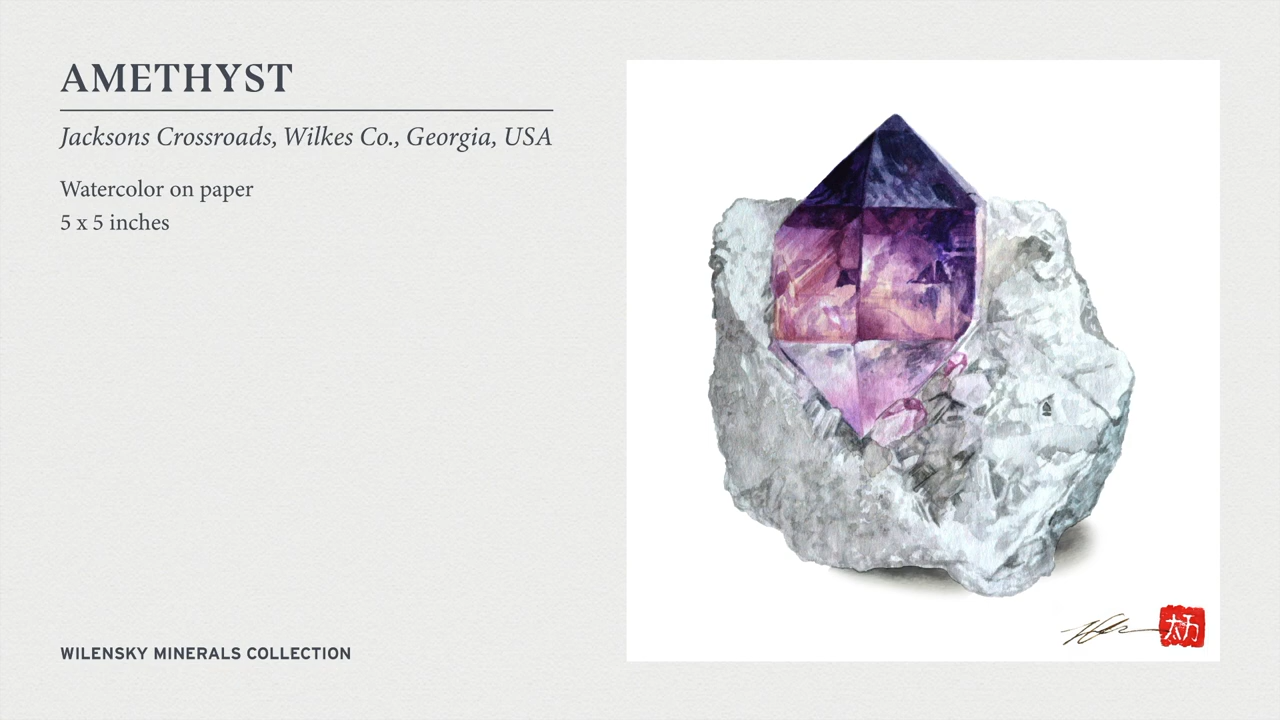 AMETHYST
Jacksons Crossroads, Wilkes Co., Georgia, USA
Watercolor on paper
5 x 5 inches
WILENSKY MINERALS COLLECTION